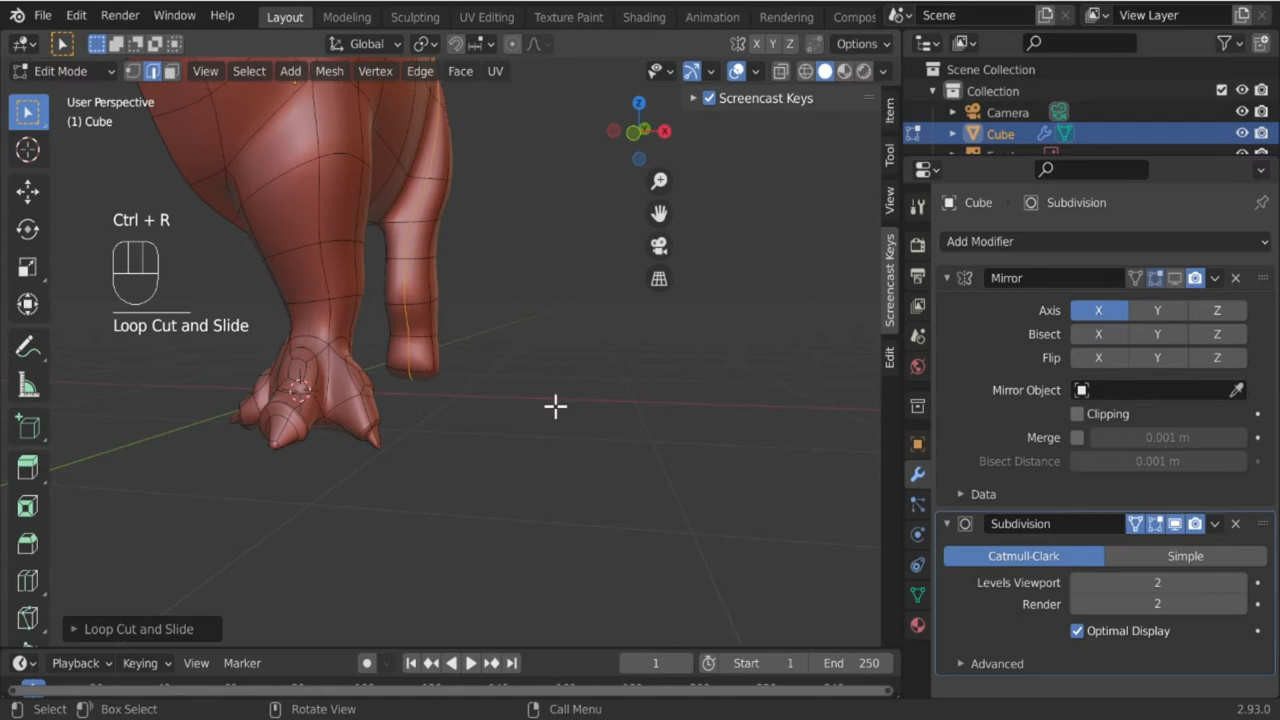 File Edit Render Window Help Layout Modeling Sculpting UV Editing Texture Paint Shading Animation Rendering Compos Scene View Layer
Global X Y Z Options
Edit Mode View Select Add Mesh Vertex Edge Face UV
User Perspective
(1) Cube
Screencast Keys
Z
Y
X
Item
Tool
View
Screencast Keys
Edit
Ctrl + R
Loop Cut and Slide
Loop Cut and Slide
Scene Collection
Collection
Camera
Cube
Cube Subdivision
Add Modifier
Mirror
Axis X Y Z
Bisect X Y Z
Flip X Y Z
Mirror Object
Clipping
Merge 0.001 m
Bisect Distance 0.001 m
Data
Subdivision
Catmull-Clark Simple
Levels Viewport 2
Render 2
Optimal Display
Advanced
Playback Keying View Marker 1 Start 1 End 250
Select Box Select Rotate View Call Menu 2.93.0